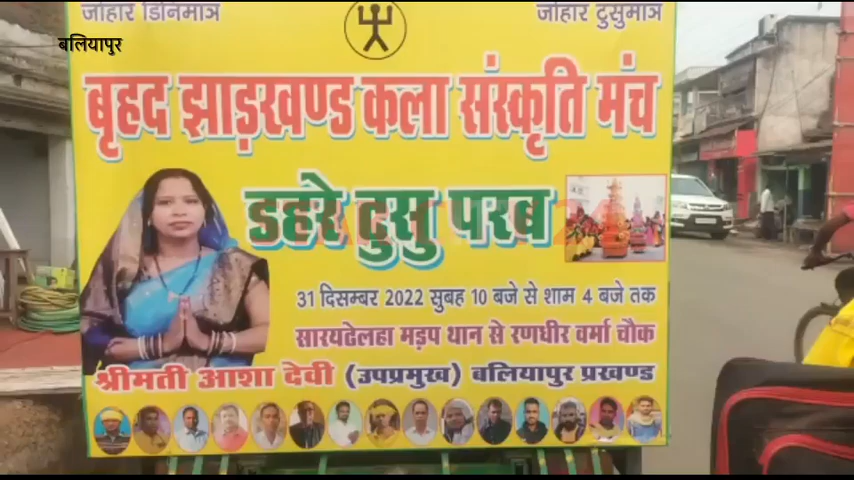 जोहार डिनिमात्र
जोहार टुसुमात्र
बलियापुर
बृहद झाड़खण्ड कला संस्कृति मंच
डहरे टुसु परब
31 दिसम्बर 2022 सुबह 10 बजे से शाम 4 बजे तक
सारयढेलहा मड़प थान से रणधीर वर्मा चौक
श्रीमती आशा देवी (उपप्रमुख) बलियापुर प्रखण्ड